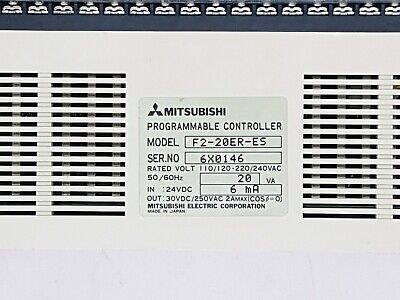 MITSUBISHI
PROGRAMMABLE CONTROLLER
MODEL F2-20ER-ES
SER.NO 6X0146
RATED VOLT 110/120-220/240VAC
50/60Hz 20 VA
IN :24VDC 6 mA
OUT:30VDC/250VAC 2AMAX(COSø-0)
MITSUBISHI ELECTRIC CORPORATION
MADE IN JAPAN